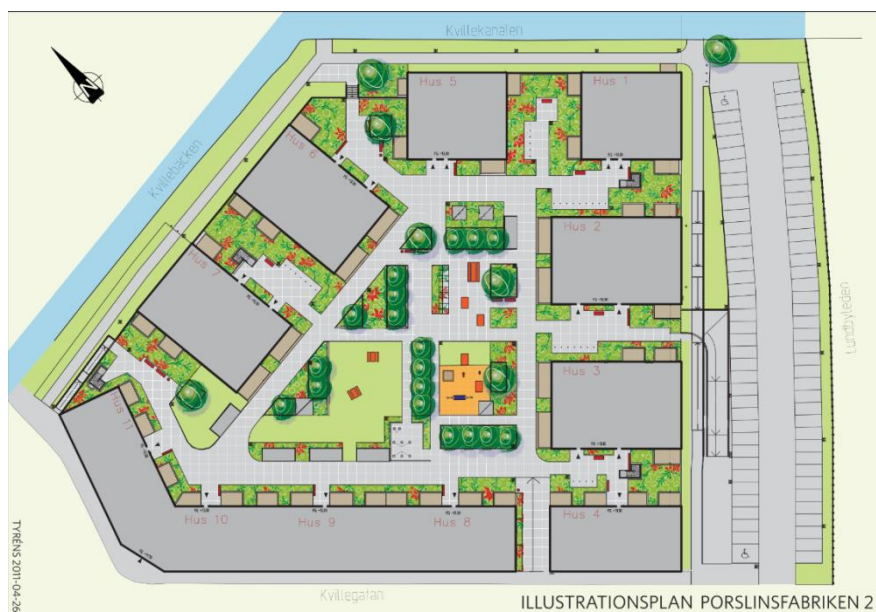 Kvillekanalen
Hus 5
Hus 1
Hus 6
Kvillebäcken
Hus 2
Hus 7
Lundbyleden
Hus 3
Hus 11
Hus 10
Hus 9
Hus 8
Hus 4
Kvillegatan
TYRÉNS 2011-04-26
ILLUSTRATIONSPLAN PORSLINSFABRIKEN 2